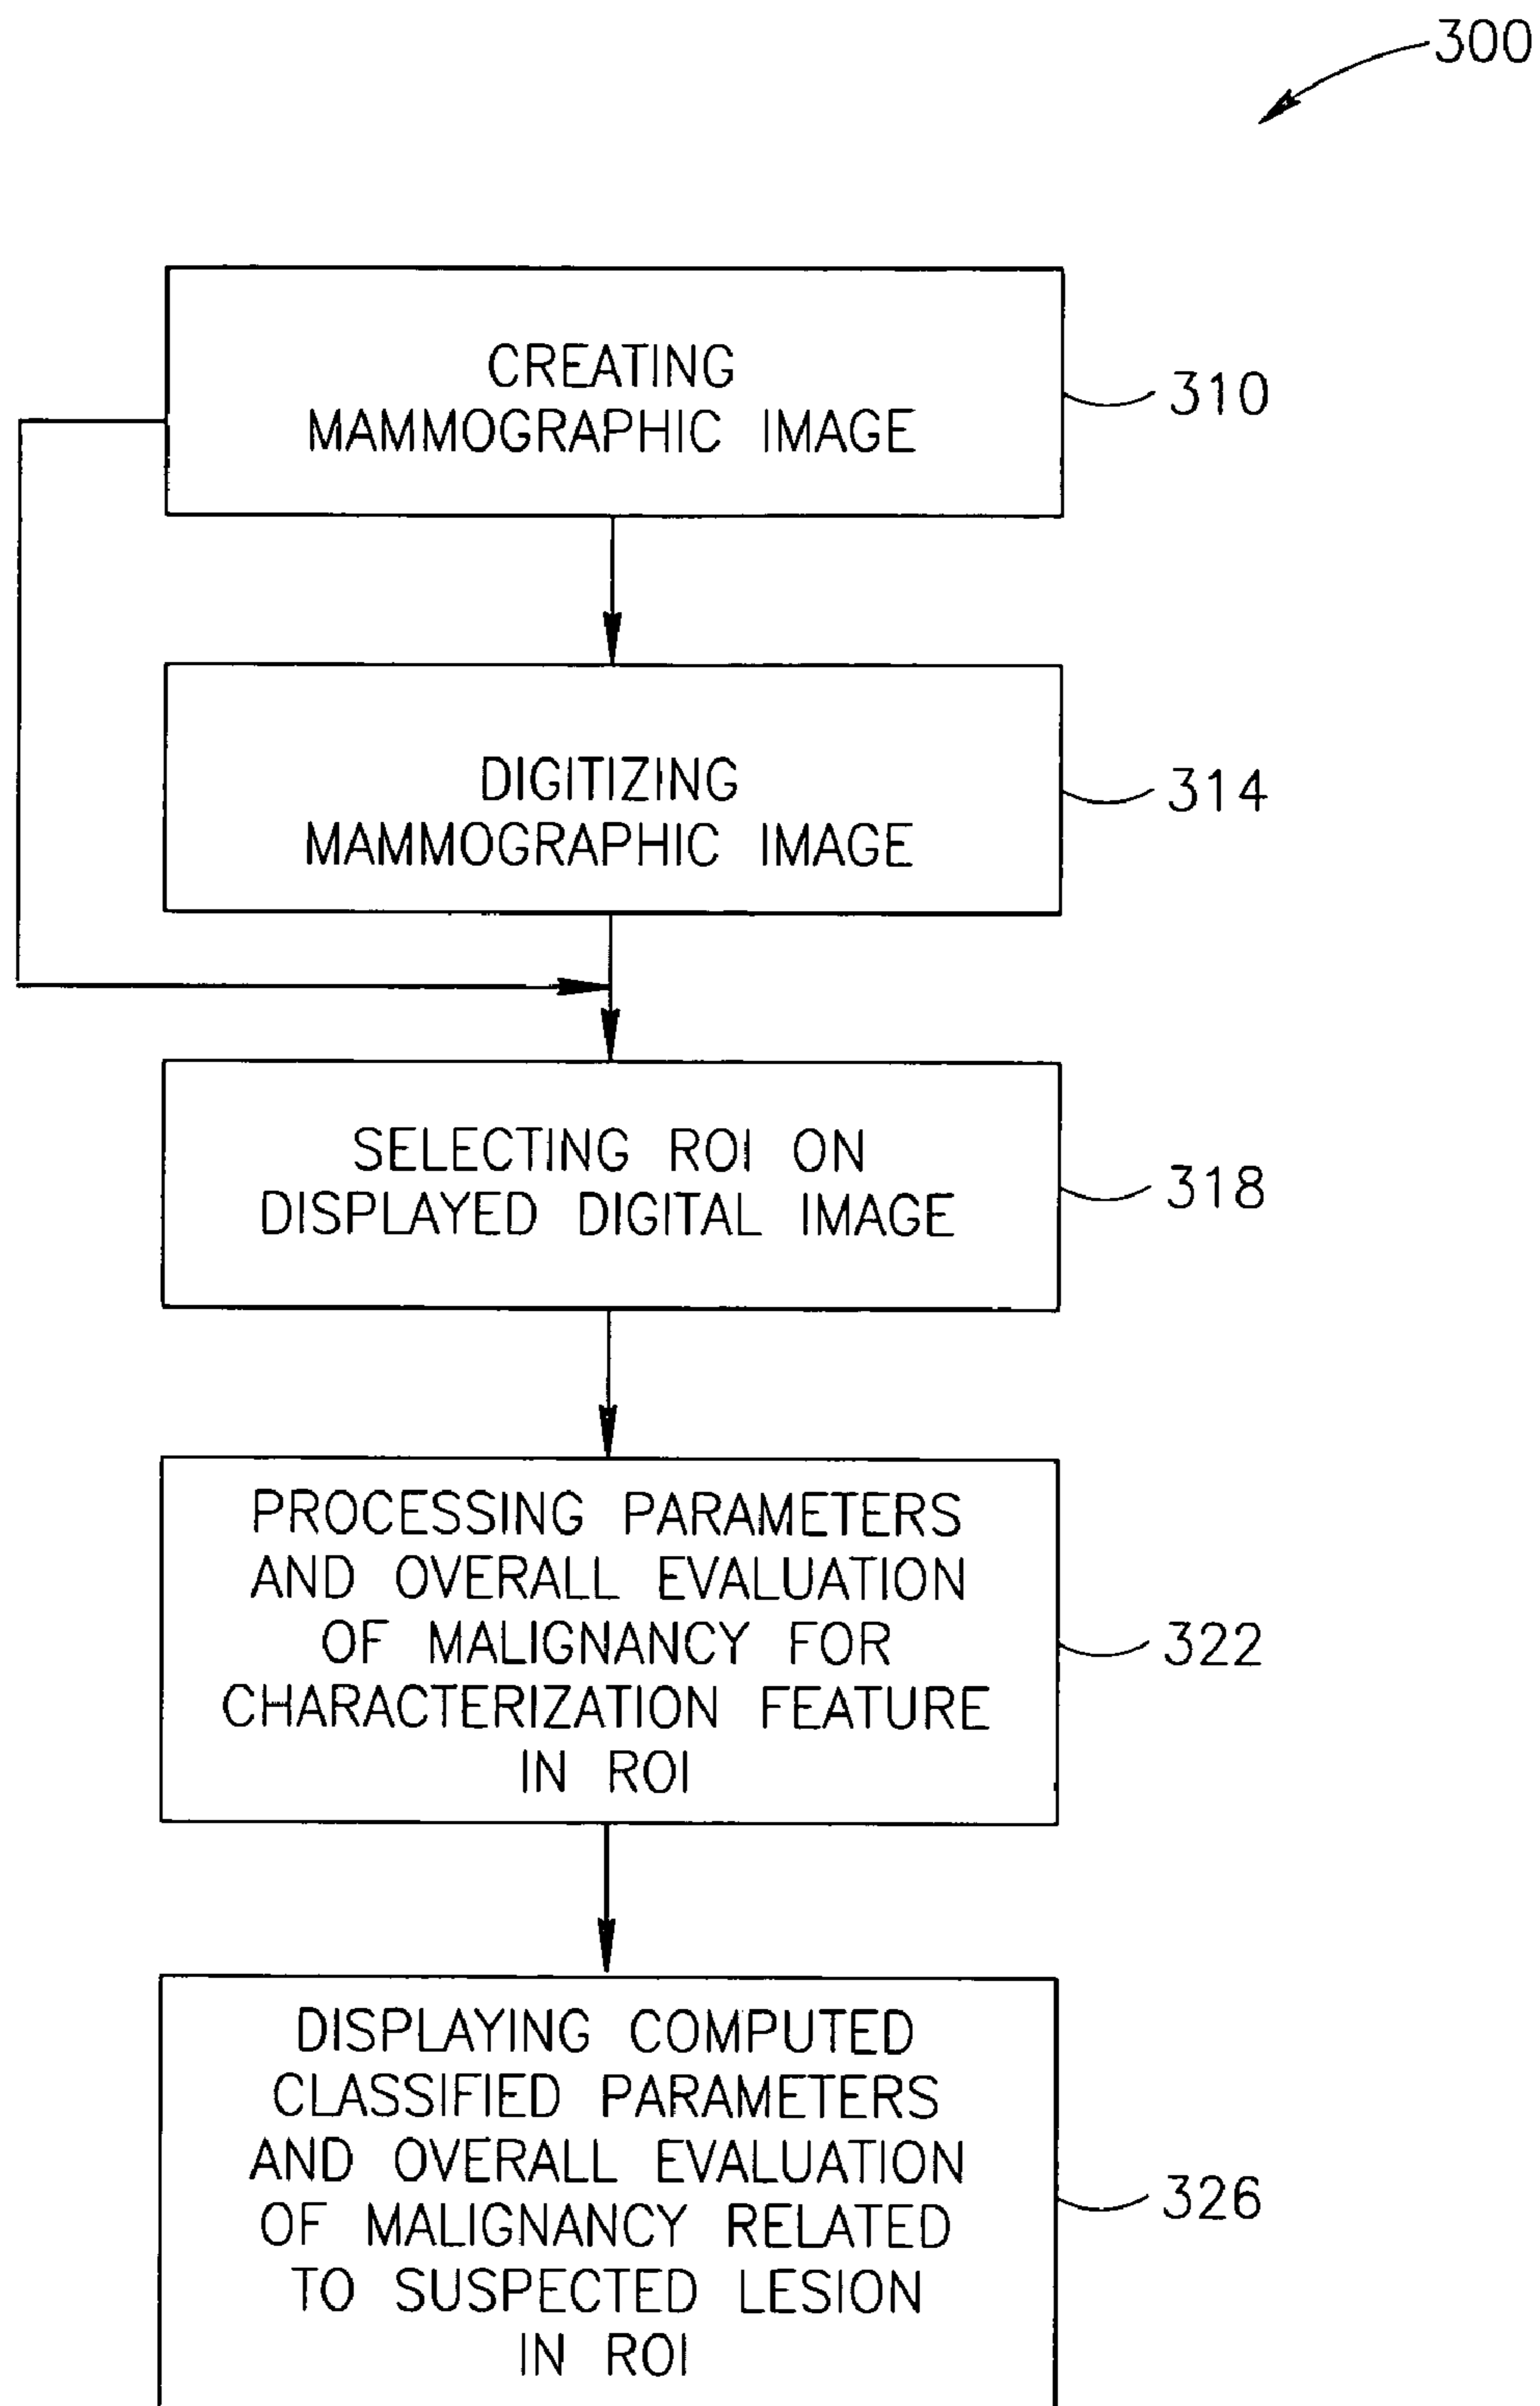 300
CREATING
MAMMOGRAPHIC IMAGE
310
DIGITIZING
MAMMOGRAPHIC IMAGE
314
SELECTING ROI ON
DISPLAYED DIGITAL IMAGE
318
PROCESSING PARAMETERS
AND OVERALL EVALUATION
OF MALIGNANCY FOR
CHARACTERIZATION FEATURE
IN ROI
322
DISPLAYING COMPUTED
CLASSIFIED PARAMETERS
AND OVERALL EVALUATION
OF MALIGNANCY RELATED
TO SUSPECTED LESION
IN ROI
326